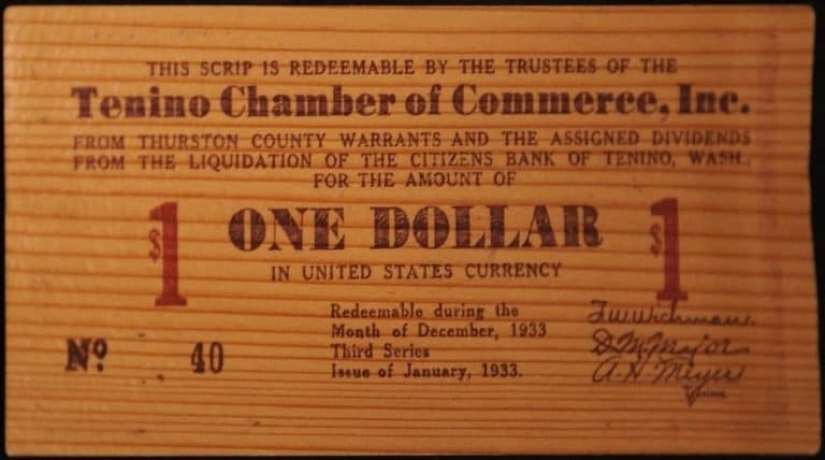 THIS SCRIP IS REDEEMABLE BY THE TRUSTEES OF THE
Tenino Chamber of Commerce, Inc.
FROM THURSTON COUNTY WARRANTS AND THE ASSIGNED DIVIDENDS
FROM THE LIQUIDATION OF THE CITIZENS BANK OF TENINO, WASH.
FOR THE AMOUNT OF
$1 ONE DOLLAR $1
IN UNITED STATES CURRENCY
Redeemable during the
Month of December, 1933
Third Series
Issue of January, 1933.
No 40
D. M. Major
A. H. Meyer